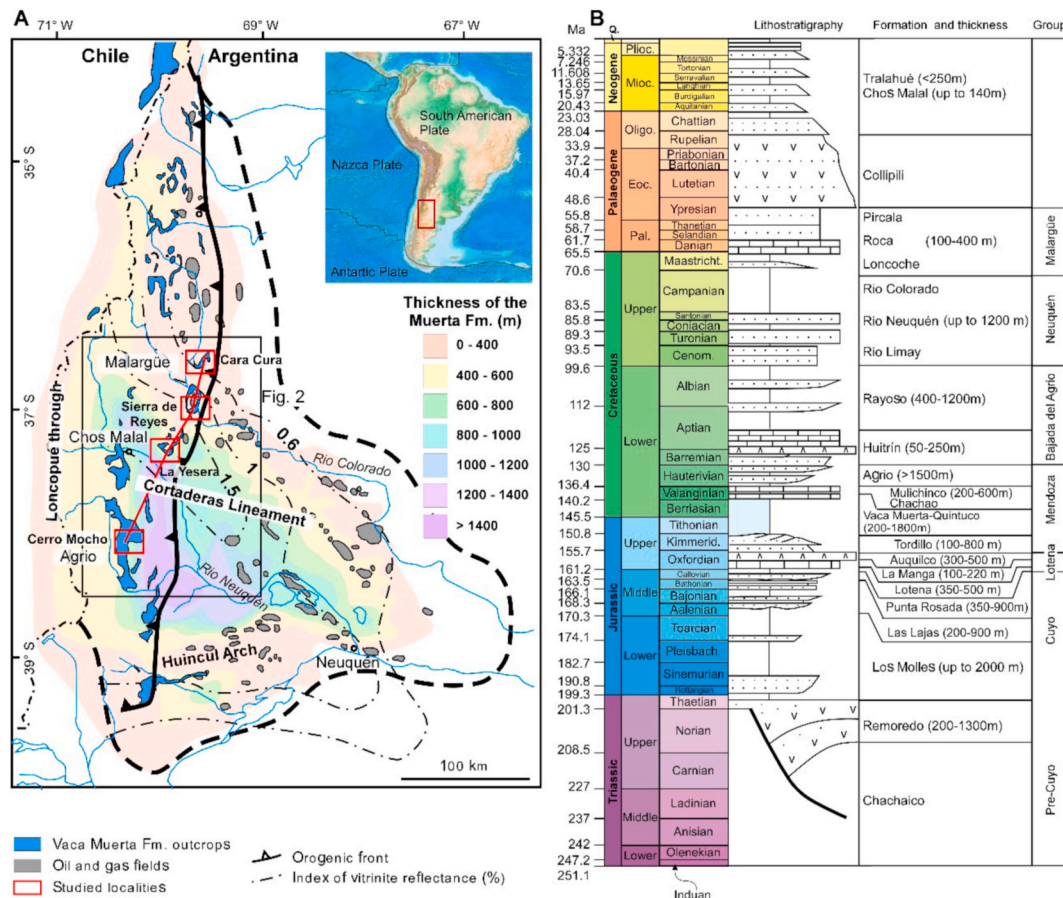 A
71° W
69° W
67° W
Chile
Argentina
35° S
37° S
39° S
South American
Plate
Nazca Plate
Antartic Plate
Thickness of the
Muerta Fm. (m)
0 - 400
400 - 600
600 - 800
800 - 1000
1000 - 1200
1200 - 1400
> 1400
Malargüe
Cara Cura
Sierra de
Reyes
Fig. 2
Chos Malal
La Yesera
0.6
1
1.5
Rio Colorado
Loncopué through
Cortaderas Lineament
Cerro Mocho
Agrio
Rio Neuquén
Huincul Arch
Neuquén
100 km
Vaca Muerta Fm. outcrops
Oil and gas fields
Studied localities
Orogenic front
Index of vitrinite reflectance (%)
B
Ma
P.
Lithostratigraphy
Formation and thickness
Group
5.332
7.246
11.608
13.65
15.97
20.43
23.03
28.04
33.9
37.2
40.4
48.6
55.8
58.7
61.7
65.5
70.6
83.5
85.8
89.3
93.5
99.6
112
125
130
136.4
140.2
145.5
150.8
155.7
161.2
163.5
166.1
168.3
170.3
174.1
182.7
190.8
199.3
201.3
208.5
227
237
242
247.2
251.1
Neogene
Palaeogene
Cretaceous
Jurassic
Triassic
Plioc.
Mioc.
Oligo.
Eoc.
Pal.
Upper
Lower
Upper
Middle
Lower
Upper
Middle
Lower
Messinian
Tortonian
Serravalian
Langhian
Burdigalian
Aquitanian
Chattian
Rupelian
Priabonian
Bartonian
Lutetian
Ypresian
Thanetian
Selandian
Danian
Maastricht.
Campanian
Santonian
Coniacian
Turonian
Cenom.
Albian
Aptian
Barremian
Hauterivian
Valanginian
Berriasian
Tithonian
Kimmerid.
Oxfordian
Callovian
Bathonian
Bajonian
Aalenian
Toarcian
Pleisbach.
Sinemurian
Hottangian
Thaetian
Norian
Carnian
Ladinian
Anisian
Olenekian
Induan
Tralahué (<250m)
Chos Malal (up to 140m)
Collipili
Pircala
Roca (100-400 m)
Loncoche
Rio Colorado
Rio Neuquén (up to 1200 m)
Rio Limay
Rayoso (400-1200m)
Huitrín (50-250m)
Agrio (>1500m)
Mulichinco (200-600m)
Chachao
Vaca Muerta-Quintuco
(200-1800m)
Tordillo (100-800 m)
Auquilco (300-500 m)
La Manga (100-220 m)
Lotena (350-500 m)
Punta Rosada (350-900m)
Las Lajas (200-900 m)
Los Molles (up to 2000 m)
Remoredo (200-1300m)
Chachaico
Malargüe
Neuquén
Bajada del Agrio
Mendoza
Lotena
Cuyo
Pre-Cuyo